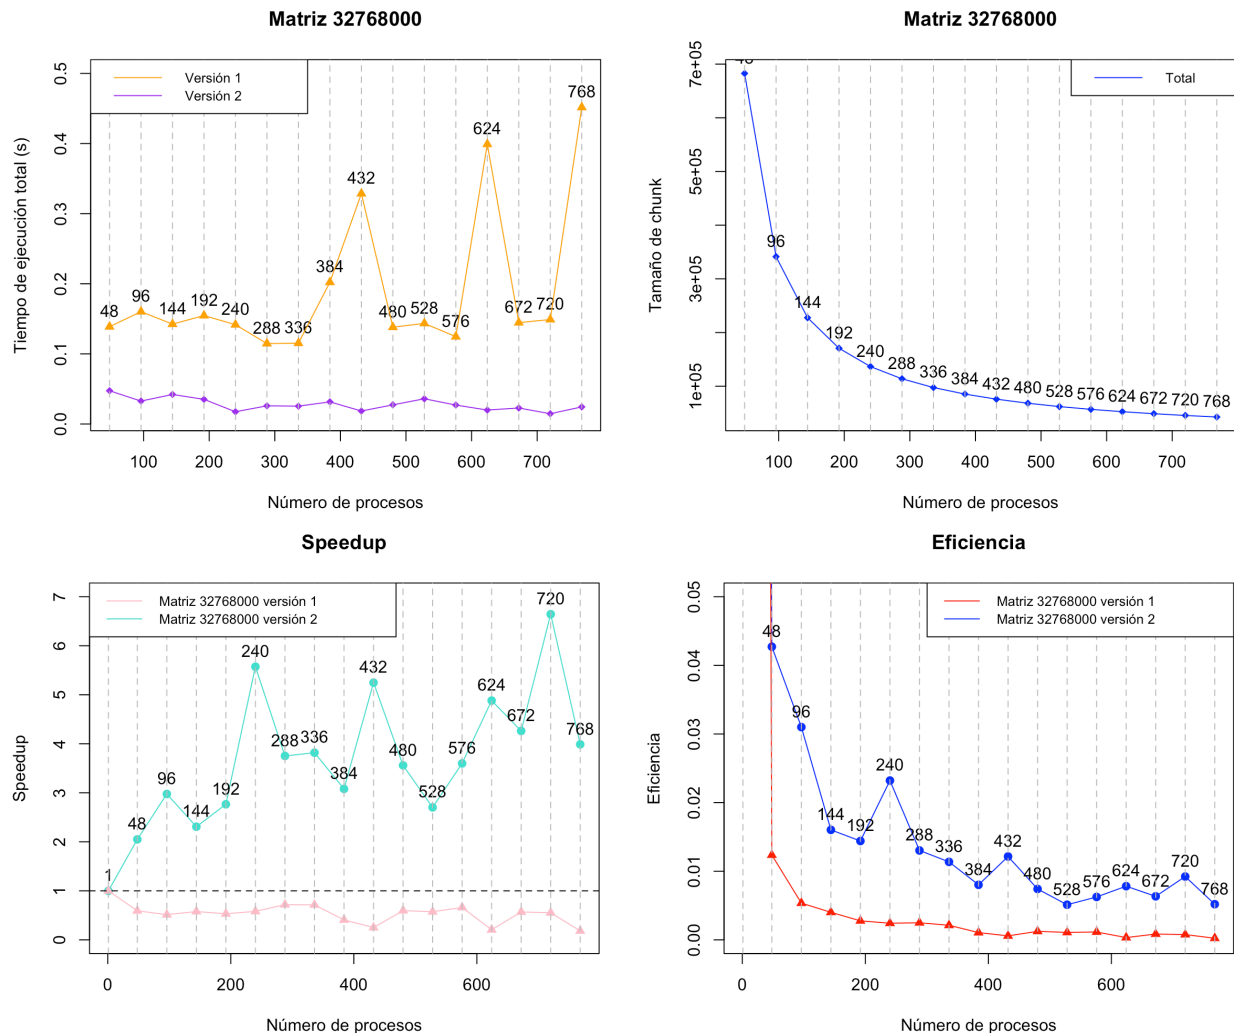 Matriz 32768000
Versión 1
Versión 2
Tiempo de ejecución total (s)
0.0 0.1 0.2 0.3 0.4 0.5
48 96 144 192 240 288 336 384 432 480 528 576 624 672 720 768
100 200 300 400 500 600 700
Número de procesos
Matriz 32768000
Total
Tamaño de chunk
1e+05 3e+05 5e+05 7e+05
48 96 144 192 240 288 336 384 432 480 528 576 624 672 720 768
100 200 300 400 500 600 700
Número de procesos
Speedup
Matriz 32768000 versión 1
Matriz 32768000 versión 2
Speedup
0 1 2 3 4 5 6 7
1 48 96 144 192 240 288 336 384 432 480 528 576 624 672 720 768
0 200 400 600
Número de procesos
Eficiencia
Matriz 32768000 versión 1
Matriz 32768000 versión 2
Eficiencia
0.00 0.01 0.02 0.03 0.04 0.05
48 96 144 192 240 288 336 384 432 480 528 576 624 672 720 768
0 200 400 600
Número de procesos